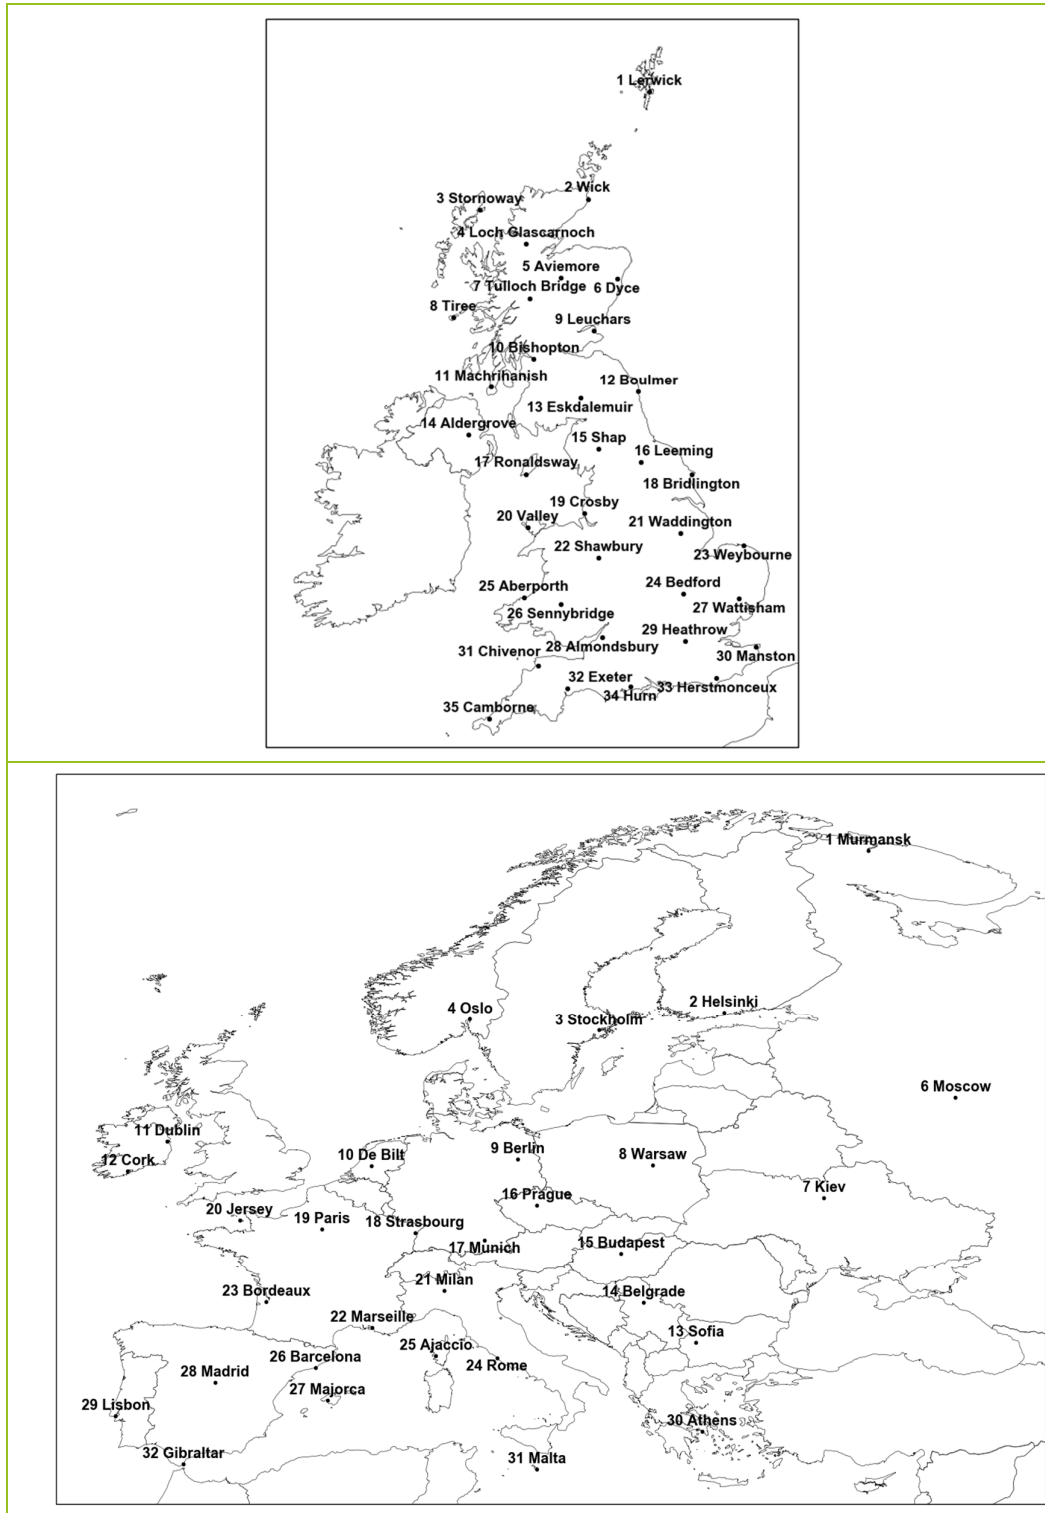 1 Lerwick
2 Wick
3 Stornoway
4 Loch Glascarnoch
5 Aviemore
7 Tulloch Bridge
6 Dyce
8 Tiree
9 Leuchars
10 Bishopton
11 Machrihanish
12 Boulmer
13 Eskdalemuir
14 Aldergrove
15 Shap
16 Leeming
17 Ronaldsway
18 Bridlington
19 Crosby
20 Valley
21 Waddington
22 Shawbury
23 Weybourne
24 Bedford
25 Aberporth
26 Sennybridge
27 Wattisham
29 Heathrow
28 Almondsbury
31 Chivenor
30 Manston
32 Exeter
33 Herstmonceux
34 Hurn
35 Camborne
1 Murmansk
2 Helsinki
4 Oslo
3 Stockholm
6 Moscow
11 Dublin
9 Berlin
10 De Bilt
8 Warsaw
12 Cork
7 Kiev
16 Prague
20 Jersey
19 Paris
18 Strasbourg
15 Budapest
17 Munich
21 Milan
23 Bordeaux
14 Belgrade
22 Marseille
13 Sofia
25 Ajaccio
26 Barcelona
24 Rome
28 Madrid
27 Majorca
29 Lisbon
30 Athens
32 Gibraltar
31 Malta